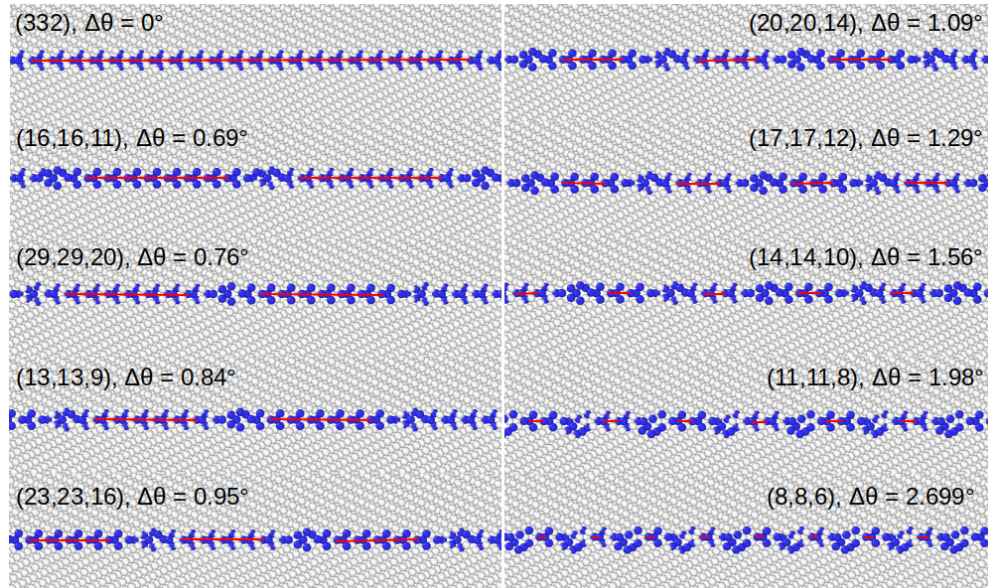 (332), Δθ = 0°
(16,16,11), Δθ = 0.69°
(29,29,20), Δθ = 0.76°
(13,13,9), Δθ = 0.84°
(23,23,16), Δθ = 0.95°
(20,20,14), Δθ = 1.09°
(17,17,12), Δθ = 1.29°
(14,14,10), Δθ = 1.56°
(11,11,8), Δθ = 1.98°
(8,8,6), Δθ = 2.699°